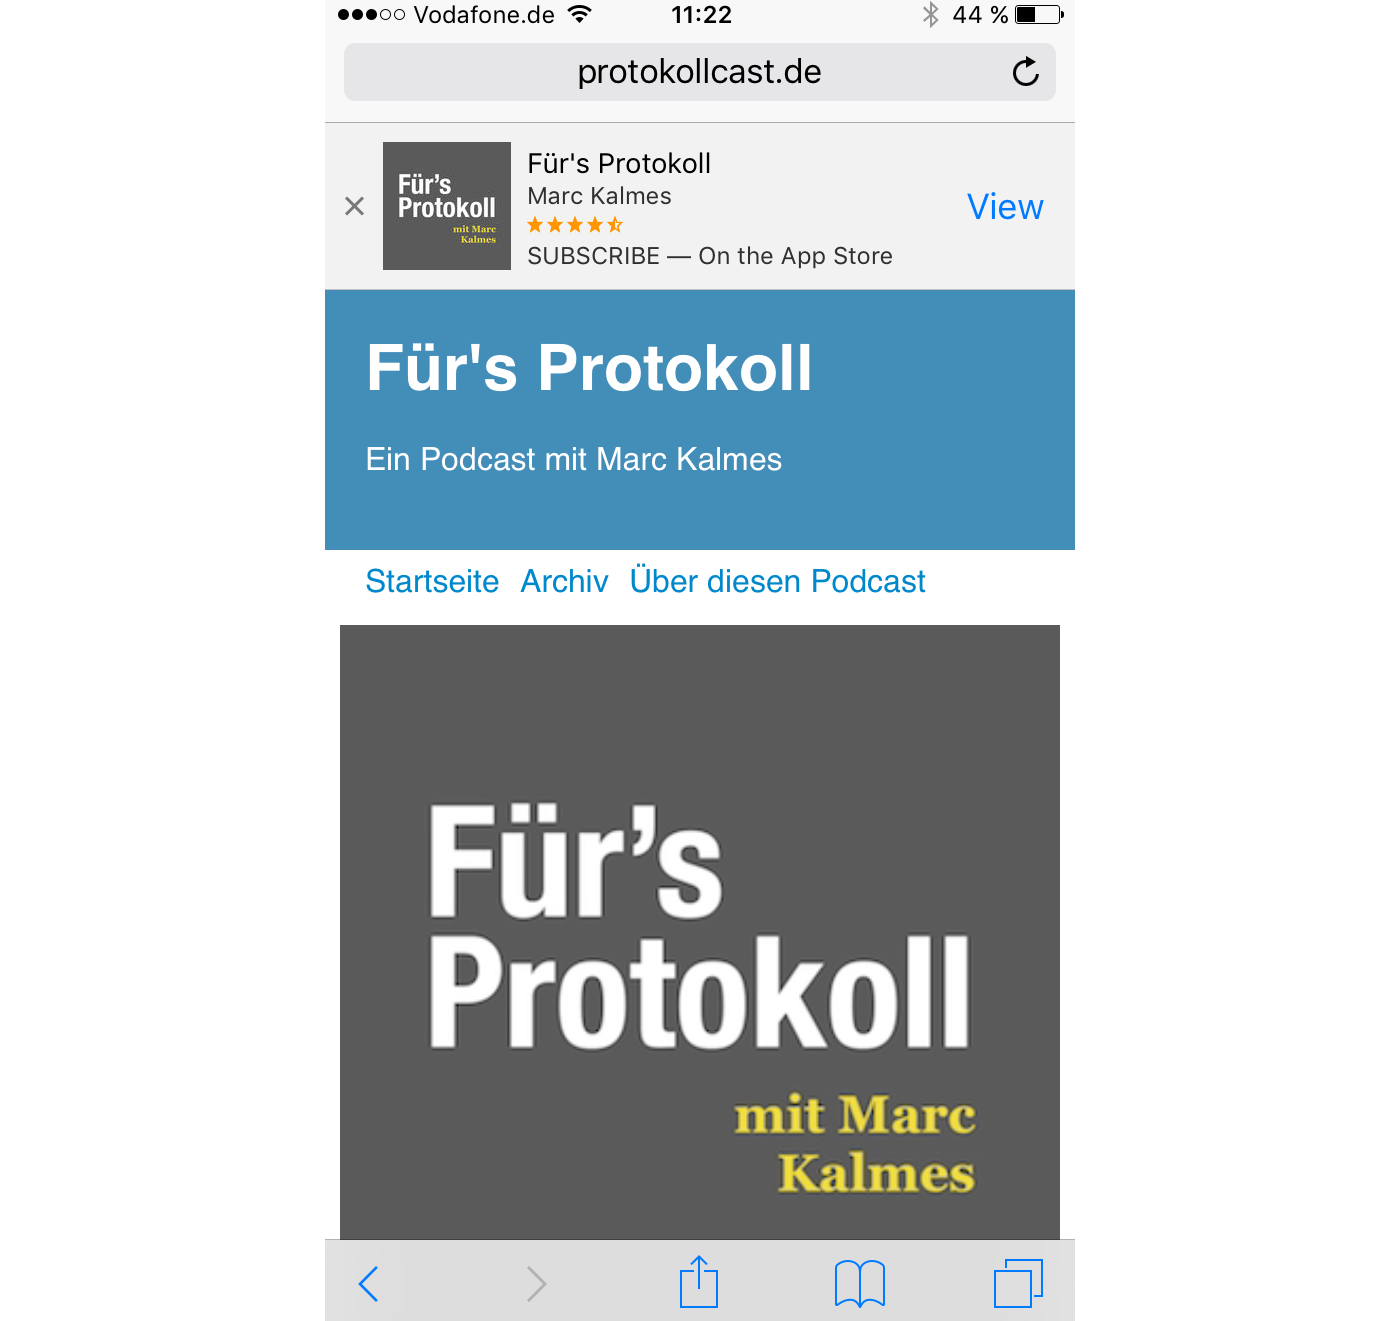 Vodafone.de 11:22 44 %
protokollcast.de
Für's Protokoll
Marc Kalmes
SUBSCRIBE — On the App Store
View
Für’s
Protokoll
mit Marc
Kalmes
Für's Protokoll
Ein Podcast mit Marc Kalmes
Startseite Archiv Über diesen Podcast
Für’s
Protokoll
mit Marc
Kalmes